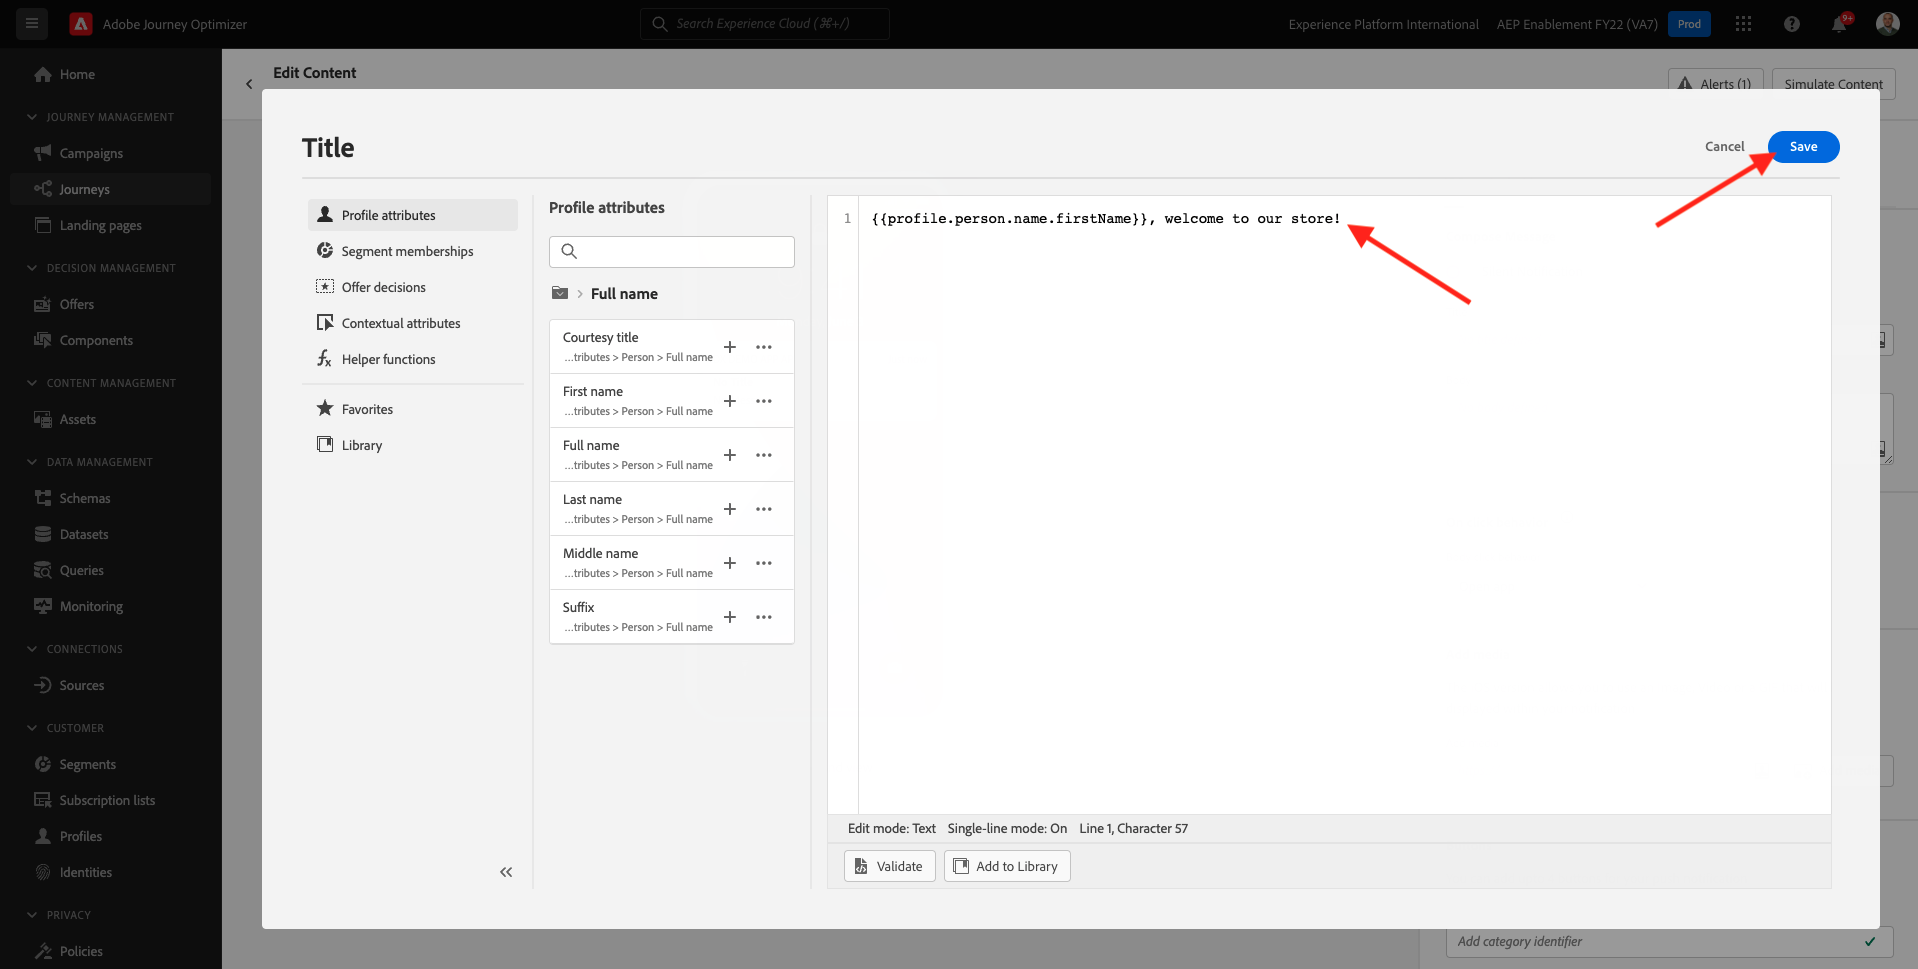 Adobe Journey Optimizer
Search Experience Cloud (⌘+/)
Experience Platform International
AEP Enablement FY22 (VA7)
Prod
9+
Home
JOURNEY MANAGEMENT
Campaigns
Journeys
Landing pages
DECISION MANAGEMENT
Offers
Components
CONTENT MANAGEMENT
Assets
DATA MANAGEMENT
Schemas
Datasets
Queries
Monitoring
CONNECTIONS
Sources
CUSTOMER
Segments
Subscription lists
Profiles
Identities
PRIVACY
Policies
Edit Content
Alerts (1)
Simulate Content
Title
Cancel
Save
Profile attributes
Segment memberships
Offer decisions
Contextual attributes
Helper functions
Favorites
Library
Profile attributes
Full name
Courtesy title
...tributes > Person > Full name
First name
...tributes > Person > Full name
Full name
...tributes > Person > Full name
Last name
...tributes > Person > Full name
Middle name
...tributes > Person > Full name
Suffix
...tributes > Person > Full name
1 {{profile.person.name.firstName}}, welcome to our store!
Edit mode: Text Single-line mode: On Line 1, Character 57
Validate
Add to Library
Add category identifier